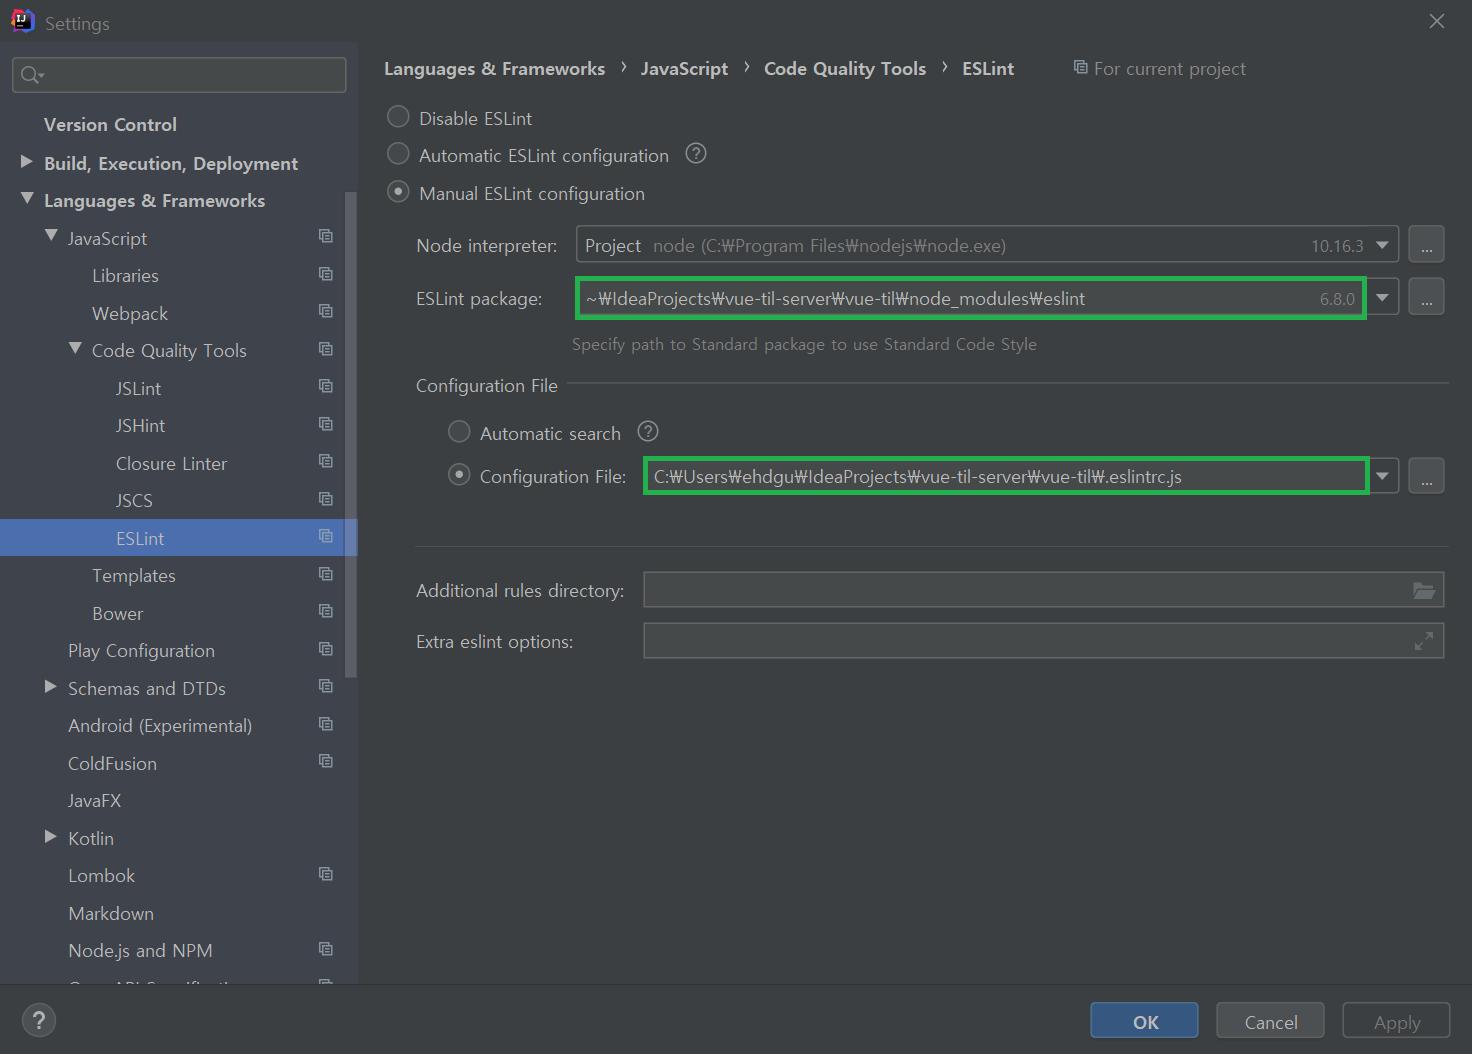 Settings
Version Control
Build, Execution, Deployment
Languages & Frameworks
JavaScript
Libraries
Webpack
Code Quality Tools
JSLint
JSHint
Closure Linter
JSCS
ESLint
Templates
Bower
Play Configuration
Schemas and DTDs
Android (Experimental)
ColdFusion
JavaFX
Kotlin
Lombok
Markdown
Node.js and NPM
Languages & Frameworks › JavaScript › Code Quality Tools › ESLint For current project
Disable ESLint
Automatic ESLint configuration ?
Manual ESLint configuration
Node interpreter: Project node (C:₩Program Files₩nodejs₩node.exe) 10.16.3 ...
ESLint package: ~₩IdeaProjects₩vue-til-server₩vue-til₩node_modules₩eslint 6.8.0 ...
Specify path to Standard package to use Standard Code Style
Configuration File
Automatic search ?
Configuration File: C:₩Users₩ehdgu₩IdeaProjects₩vue-til-server₩vue-til₩.eslintrc.js ...
Additional rules directory:
Extra eslint options:
? OK Cancel Apply